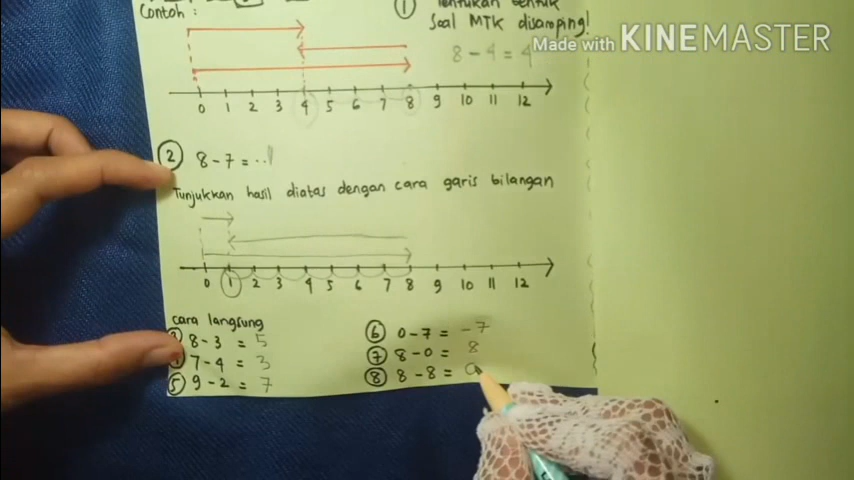 Contoh :
① Tentukan bentuk
Soal MTK disamping!
8 - 4 = 4
Made with KINEMASTER
0 1 2 3 4 5 6 7 8 9 10 11 12
② 8 - 7 = ...1
Tunjukkan hasil diatas dengan cara garis bilangan
0 1 2 3 4 5 6 7 8 9 10 11 12
cara langsung
8 - 3 = 5
7 - 4 = 3
⑤ 9 - 2 = 7
⑥ 0 - 7 = -7
⑦ 8 - 0 = 8
⑧ 8 - 8 = 0